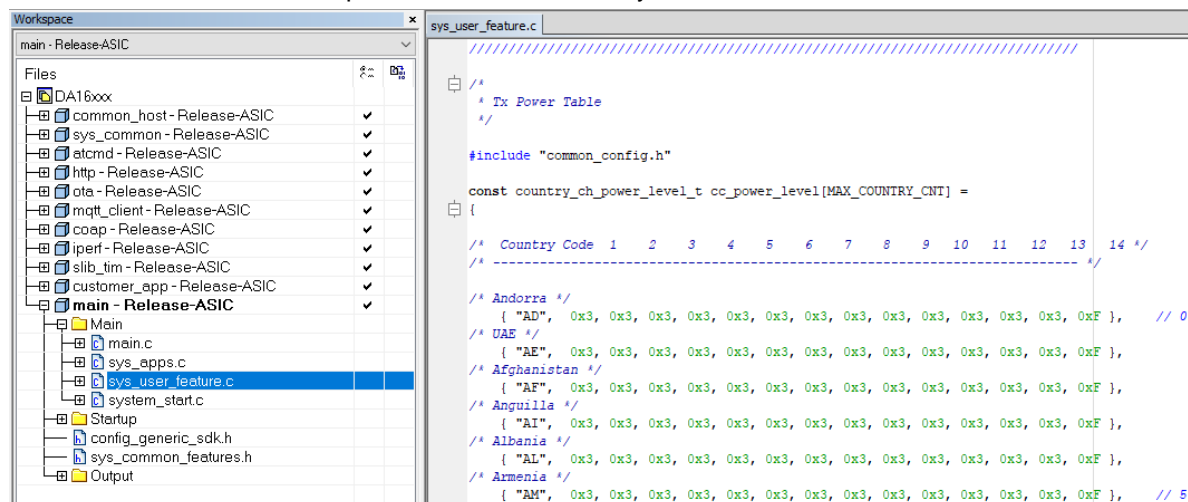 Workspace
main - Release-ASIC
Files
DA16xxx
common_host - Release-ASIC
sys_common - Release-ASIC
atcmd - Release-ASIC
http - Release-ASIC
ota - Release-ASIC
mqtt_client - Release-ASIC
coap - Release-ASIC
iperf - Release-ASIC
slib_tim - Release-ASIC
customer_app - Release-ASIC
main - Release-ASIC
Main
main.c
sys_apps.c
sys_user_feature.c
system_start.c
Startup
config_generic_sdk.h
sys_common_features.h
Output
sys_user_feature.c
//////////////////////////////////////////////////////////////////////////////
/*
* Tx Power Table
*/
#include "common_config.h"
const country_ch_power_level_t cc_power_level[MAX_COUNTRY_CNT] =
{
/* Country Code 1 2 3 4 5 6 7 8 9 10 11 12 13 14 */
/* --------------------------------------------------------------------------- */
/* Andorra */
{ "AD", 0x3, 0x3, 0x3, 0x3, 0x3, 0x3, 0x3, 0x3, 0x3, 0x3, 0x3, 0x3, 0x3, 0xF }, // 0
/* UAE */
{ "AE", 0x3, 0x3, 0x3, 0x3, 0x3, 0x3, 0x3, 0x3, 0x3, 0x3, 0x3, 0x3, 0x3, 0xF },
/* Afghanistan */
{ "AF", 0x3, 0x3, 0x3, 0x3, 0x3, 0x3, 0x3, 0x3, 0x3, 0x3, 0x3, 0x3, 0x3, 0xF },
/* Anguilla */
{ "AI", 0x3, 0x3, 0x3, 0x3, 0x3, 0x3, 0x3, 0x3, 0x3, 0x3, 0x3, 0x3, 0x3, 0xF },
/* Albania */
{ "AL", 0x3, 0x3, 0x3, 0x3, 0x3, 0x3, 0x3, 0x3, 0x3, 0x3, 0x3, 0x3, 0x3, 0xF },
/* Armenia */
{ "AM", 0x3, 0x3, 0x3, 0x3, 0x3, 0x3, 0x3, 0x3, 0x3, 0x3, 0x3, 0x3, 0x3, 0xF }, // 5